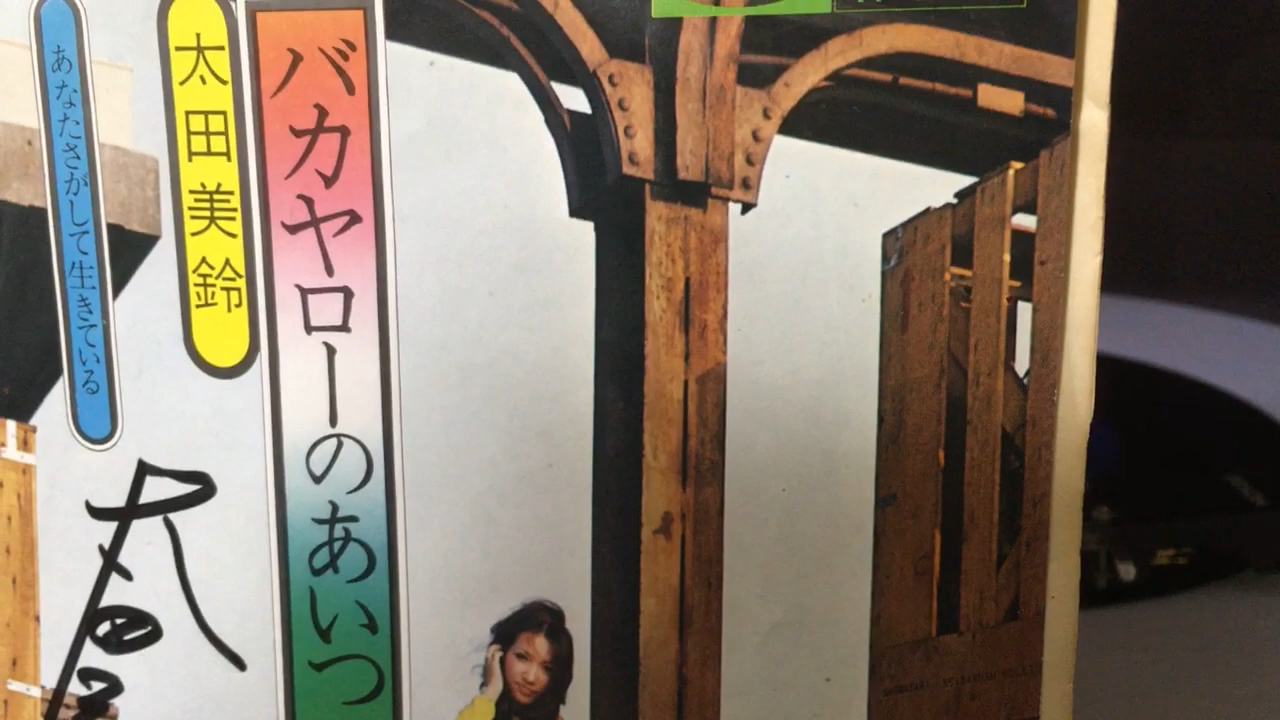 バカヤローのあいつ
太田美鈴
あなたさがして生きている